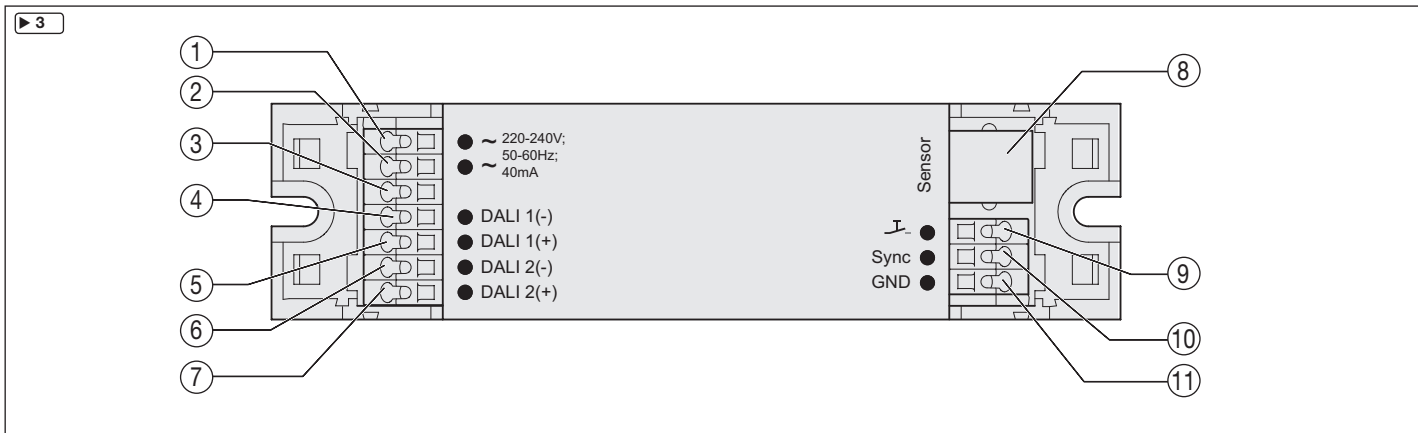 ▶ 3
1
2
3
4
5
6
7
~ 220-240V;
~ 50-60Hz;
40mA
DALI 1(-)
DALI 1(+)
DALI 2(-)
DALI 2(+)
Sensor
Sync
GND
8
9
10
11